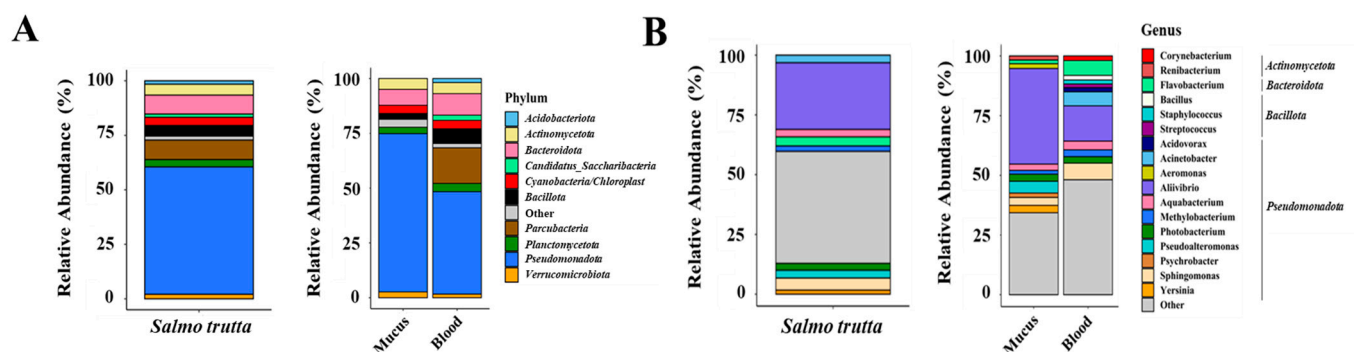 A
Relative Abundance (%)
100
75
50
25
0
Salmo trutta
Relative Abundance (%)
100
75
50
25
0
Mucus
Blood
Phylum
Acidobacteriota
Actinomycetota
Bacteroidota
Candidatus_Saccharibacteria
Cyanobacteria/Chloroplast
Bacillota
Other
Parcubacteria
Planctomycetota
Pseudomonadota
Verrucomicrobiota
B
Relative Abundance (%)
100
75
50
25
0
Salmo trutta
Relative Abundance (%)
100
75
50
25
0
Mucus
Blood
Genus
Corynebacterium
Renibacterium
Flavobacterium
Bacillus
Staphylococcus
Streptococcus
Acidovorax
Acinetobacter
Aeromonas
Aliivibrio
Aquabacterium
Methylobacterium
Photobacterium
Pseudoalteromonas
Psychrobacter
Sphingomonas
Yersinia
Other
Actinomycetota
Bacteroidota
Bacillota
Pseudomonadota